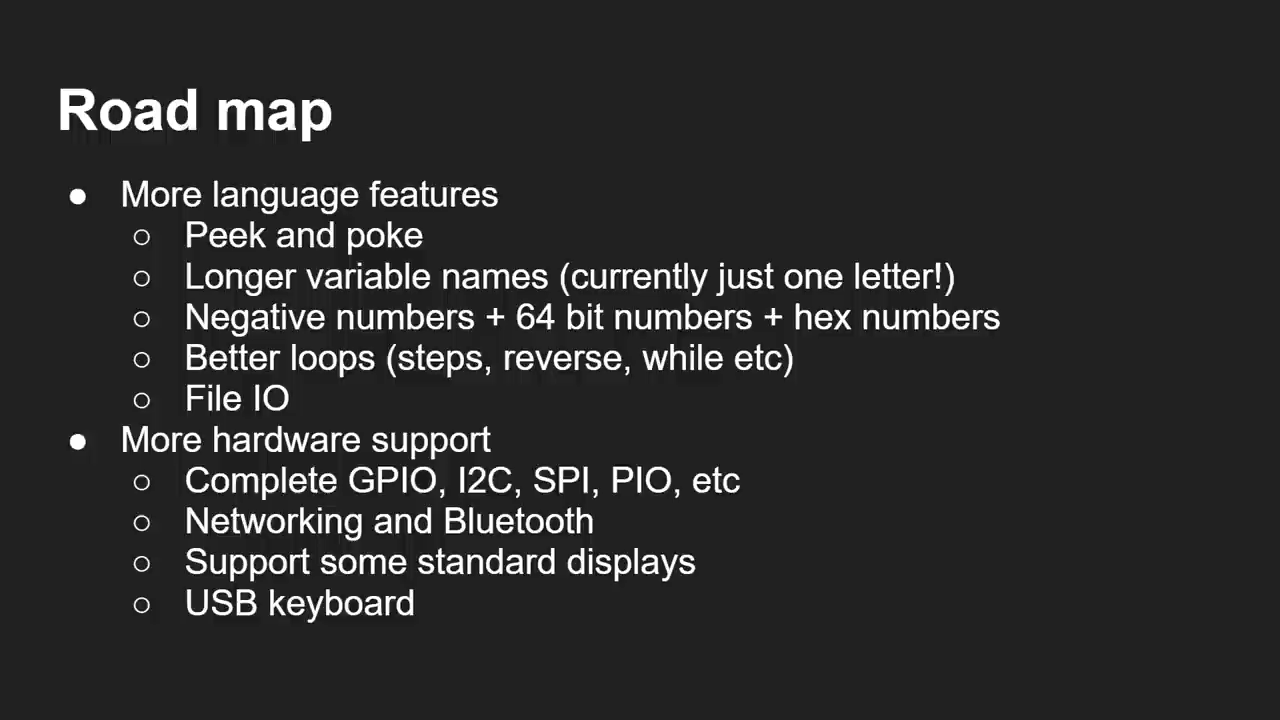 Road map
● More language features
○ Peek and poke
○ Longer variable names (currently just one letter!)
○ Negative numbers + 64 bit numbers + hex numbers
○ Better loops (steps, reverse, while etc)
○ File IO
● More hardware support
○ Complete GPIO, I2C, SPI, PIO, etc
○ Networking and Bluetooth
○ Support some standard displays
○ USB keyboard